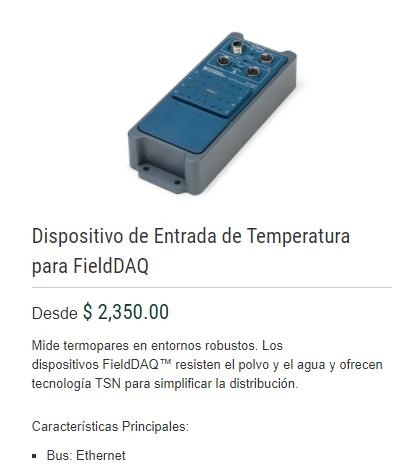 Dispositivo de Entrada de Temperatura
para FieldDAQ
Desde $ 2,350.00
Mide termopares en entornos robustos. Los
dispositivos FieldDAQ™ resisten el polvo y el agua y ofrecen
tecnología TSN para simplificar la distribución.
Características Principales:
▪ Bus: Ethernet